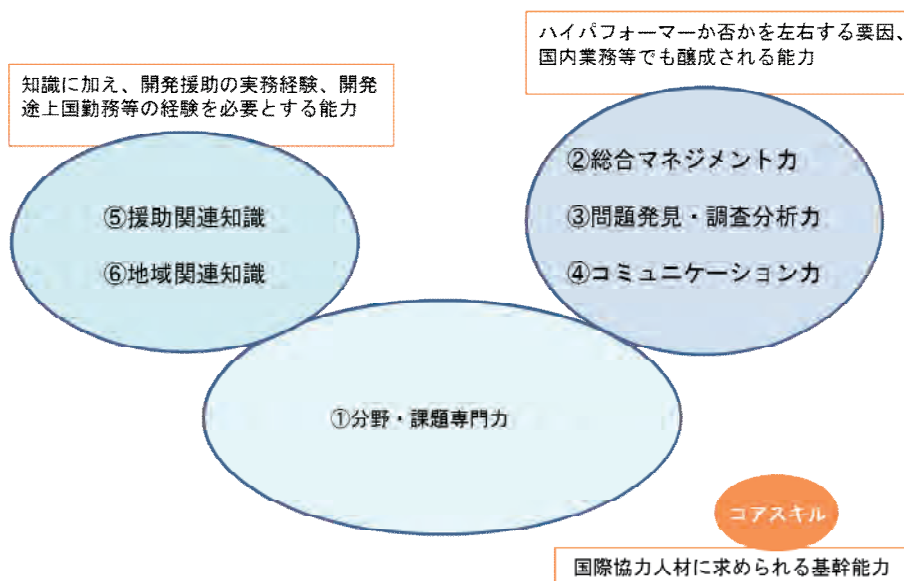 ハイパフォーマーか否かを左右する要因、
国内業務等でも醸成される能力
知識に加え、開発援助の実務経験、開発
途上国勤務等の経験を必要とする能力
②総合マネジメント力
③問題発見・調査分析力
④コミュニケーション力
⑤援助関連知識
⑥地域関連知識
①分野・課題専門力
コアスキル
国際協力人材に求められる基幹能力